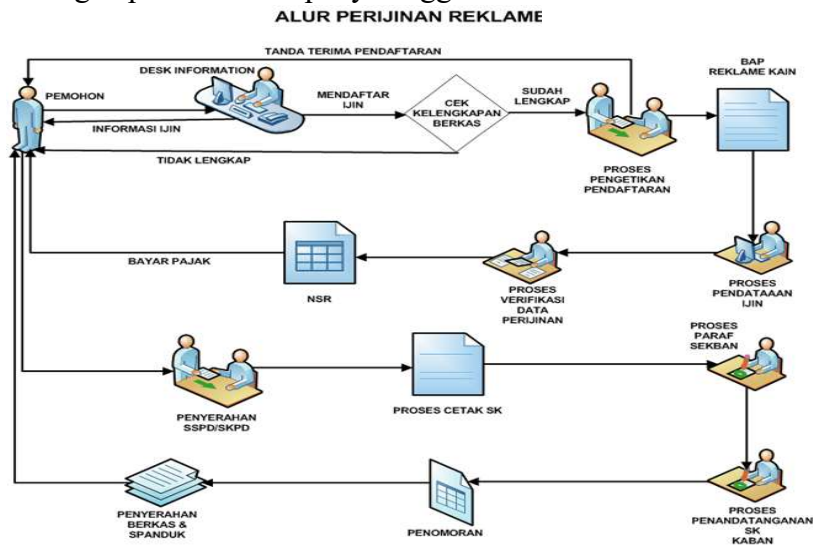 ALUR PERIJINAN REKLAME
TANDA TERIMA PENDAFTARAN
DESK INFORMATION
BAP
REKLAME KAIN
PEMOHON
MENDAFTAR
IJIN
CEK
KELENGKAPAN
BERKAS
SUDAH
LENGKAP
INFORMASI IJIN
TIDAK LENGKAP
PROSES
PENGETIKAN
PENDAFTARAN
BAYAR PAJAK
NSR
PROSES
VERIFIKASI
DATA
PERIJINAN
PROSES
PENDATAAAN
IJIN
PROSES
PARAF
SEKBAN
PENYERAHAN
SSPD/SKPD
PROSES CETAK SK
PENYERAHAN
BERKAS &
SPANDUK
PENOMORAN
PROSES
PENANDATANGANAN
SK
KABAN